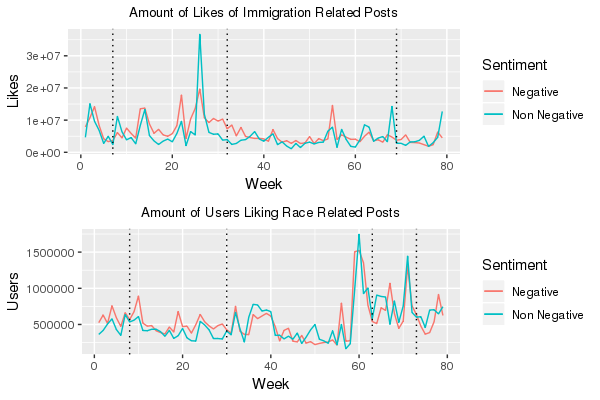 Amount of Likes of Immigration Related Posts
Likes
3e+07
2e+07
1e+07
0e+00
0 20 40 60 80
Week
Sentiment
Negative
Non Negative
Amount of Users Liking Race Related Posts
Users
1500000
1000000
500000
0 20 40 60 80
Week
Sentiment
Negative
Non Negative